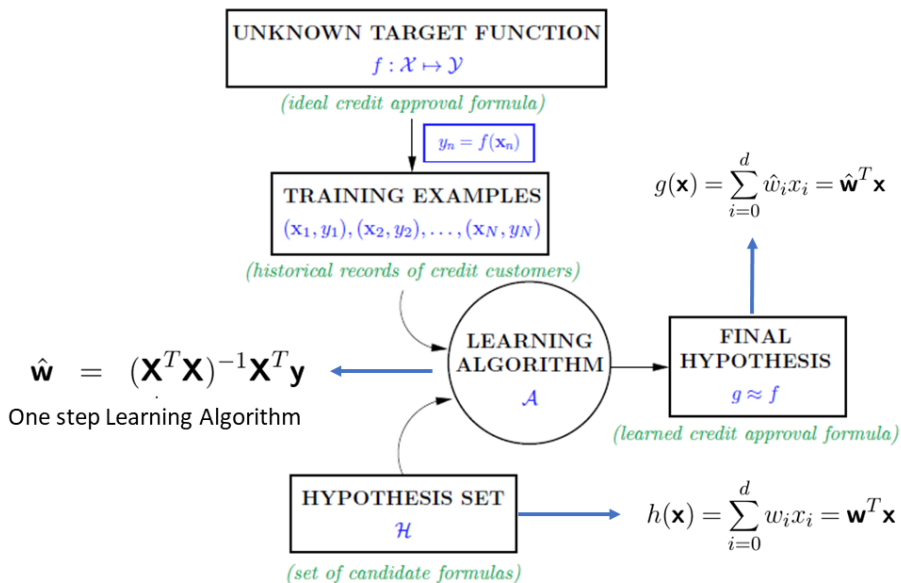 UNKNOWN TARGET FUNCTION
f : 𝒳 ↦ 𝒴
(ideal credit approval formula)
yₙ = f(𝐱ₙ)
TRAINING EXAMPLES
(𝐱₁, y₁), (𝐱₂, y₂), . . . , (𝐱_N, y_N)
(historical records of credit customers)
g(𝐱) = ∑_{i=0}^{d} ŵᵢxᵢ = 𝐰̂ᵀ𝐱
LEARNING
ALGORITHM
𝒜
FINAL
HYPOTHESIS
g ≈ f
(learned credit approval formula)
𝐰̂ = (𝐗ᵀ𝐗)⁻¹𝐗ᵀ𝐲
One step Learning Algorithm
HYPOTHESIS SET
ℋ
(set of candidate formulas)
h(𝐱) = ∑_{i=0}^{d} wᵢxᵢ = 𝐰ᵀ𝐱